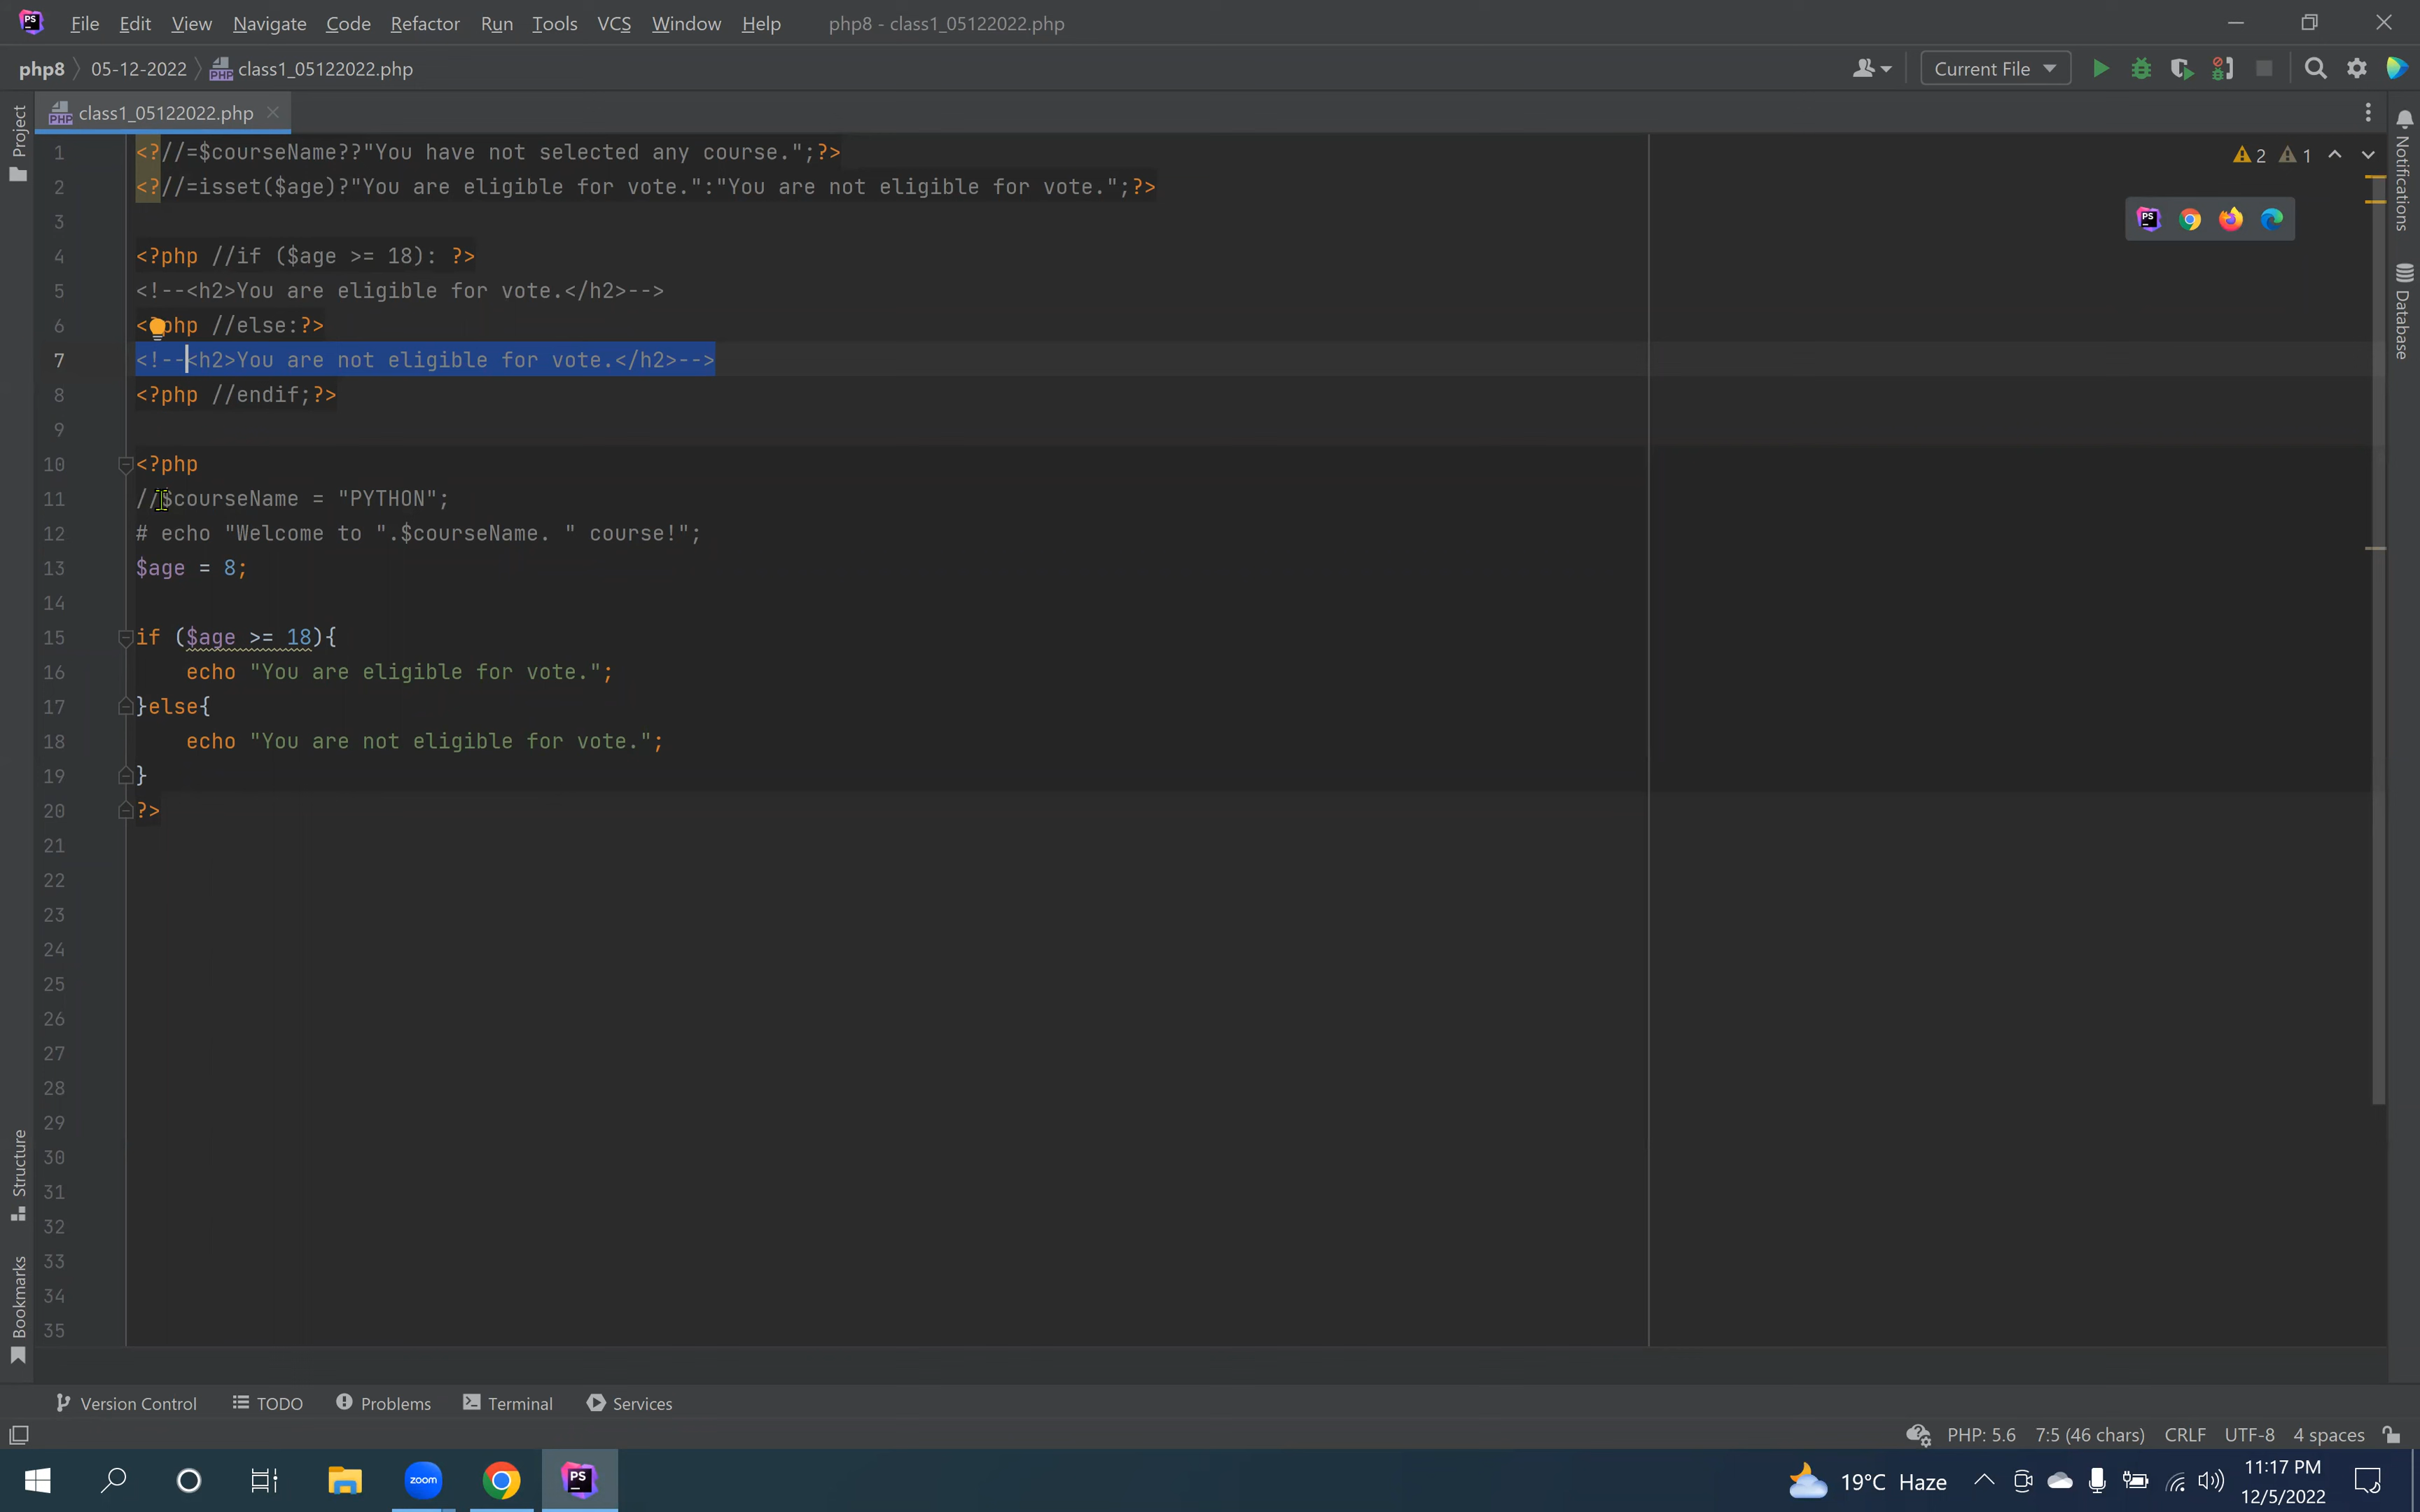 PS File Edit View Navigate Code Refactor Run Tools VCS Window Help php8 - class1_05122022.php
php8 05-12-2022 PHP class1_05122022.php Current File
Project
PHP class1_05122022.php
2 1
Notifications
Database
PS
1 <?//=$courseName??"You have not selected any course.";?>
2 <?//=isset($age)?"You are eligible for vote.":"You are not eligible for vote.";?>
3
4 <?php //if ($age >= 18): ?>
5 <!--<h2>You are eligible for vote.</h2>-->
6 <?php //else:?>
7 <!--<h2>You are not eligible for vote.</h2>-->
8 <?php //endif;?>
9
10 <?php
11 //$courseName = "PYTHON";
12 # echo "Welcome to ".$courseName. " course!";
13 $age = 8;
14
15 if ($age >= 18){
16 echo "You are eligible for vote.";
17 }else{
18 echo "You are not eligible for vote.";
19 }
20 ?>
21
22
23
24
25
26
27
28
29
30
31
32
33
34
35
Structure
Bookmarks
Version Control TODO Problems Terminal Services
PHP: 5.6 7:5 (46 chars) CRLF UTF-8 4 spaces
zoom PS 19°C Haze 11:17 PM
12/5/2022